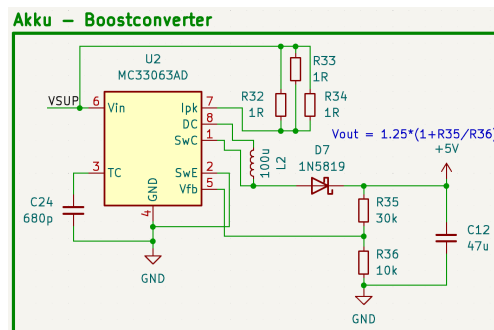 Akku – Boostconverter
U2
MC33063AD
VSUP
6 Vin
Ipk 7
DC 8
SwC 1
3 TC
SwE 2
Vfb 5
GND
4
R33
1R
R32
1R
R34
1R
100u
L2
Vout = 1.25*(1+R35/R36)
+5V
D7
1N5819
C24
680p
R35
30k
R36
10k
C12
47u
GND
GND